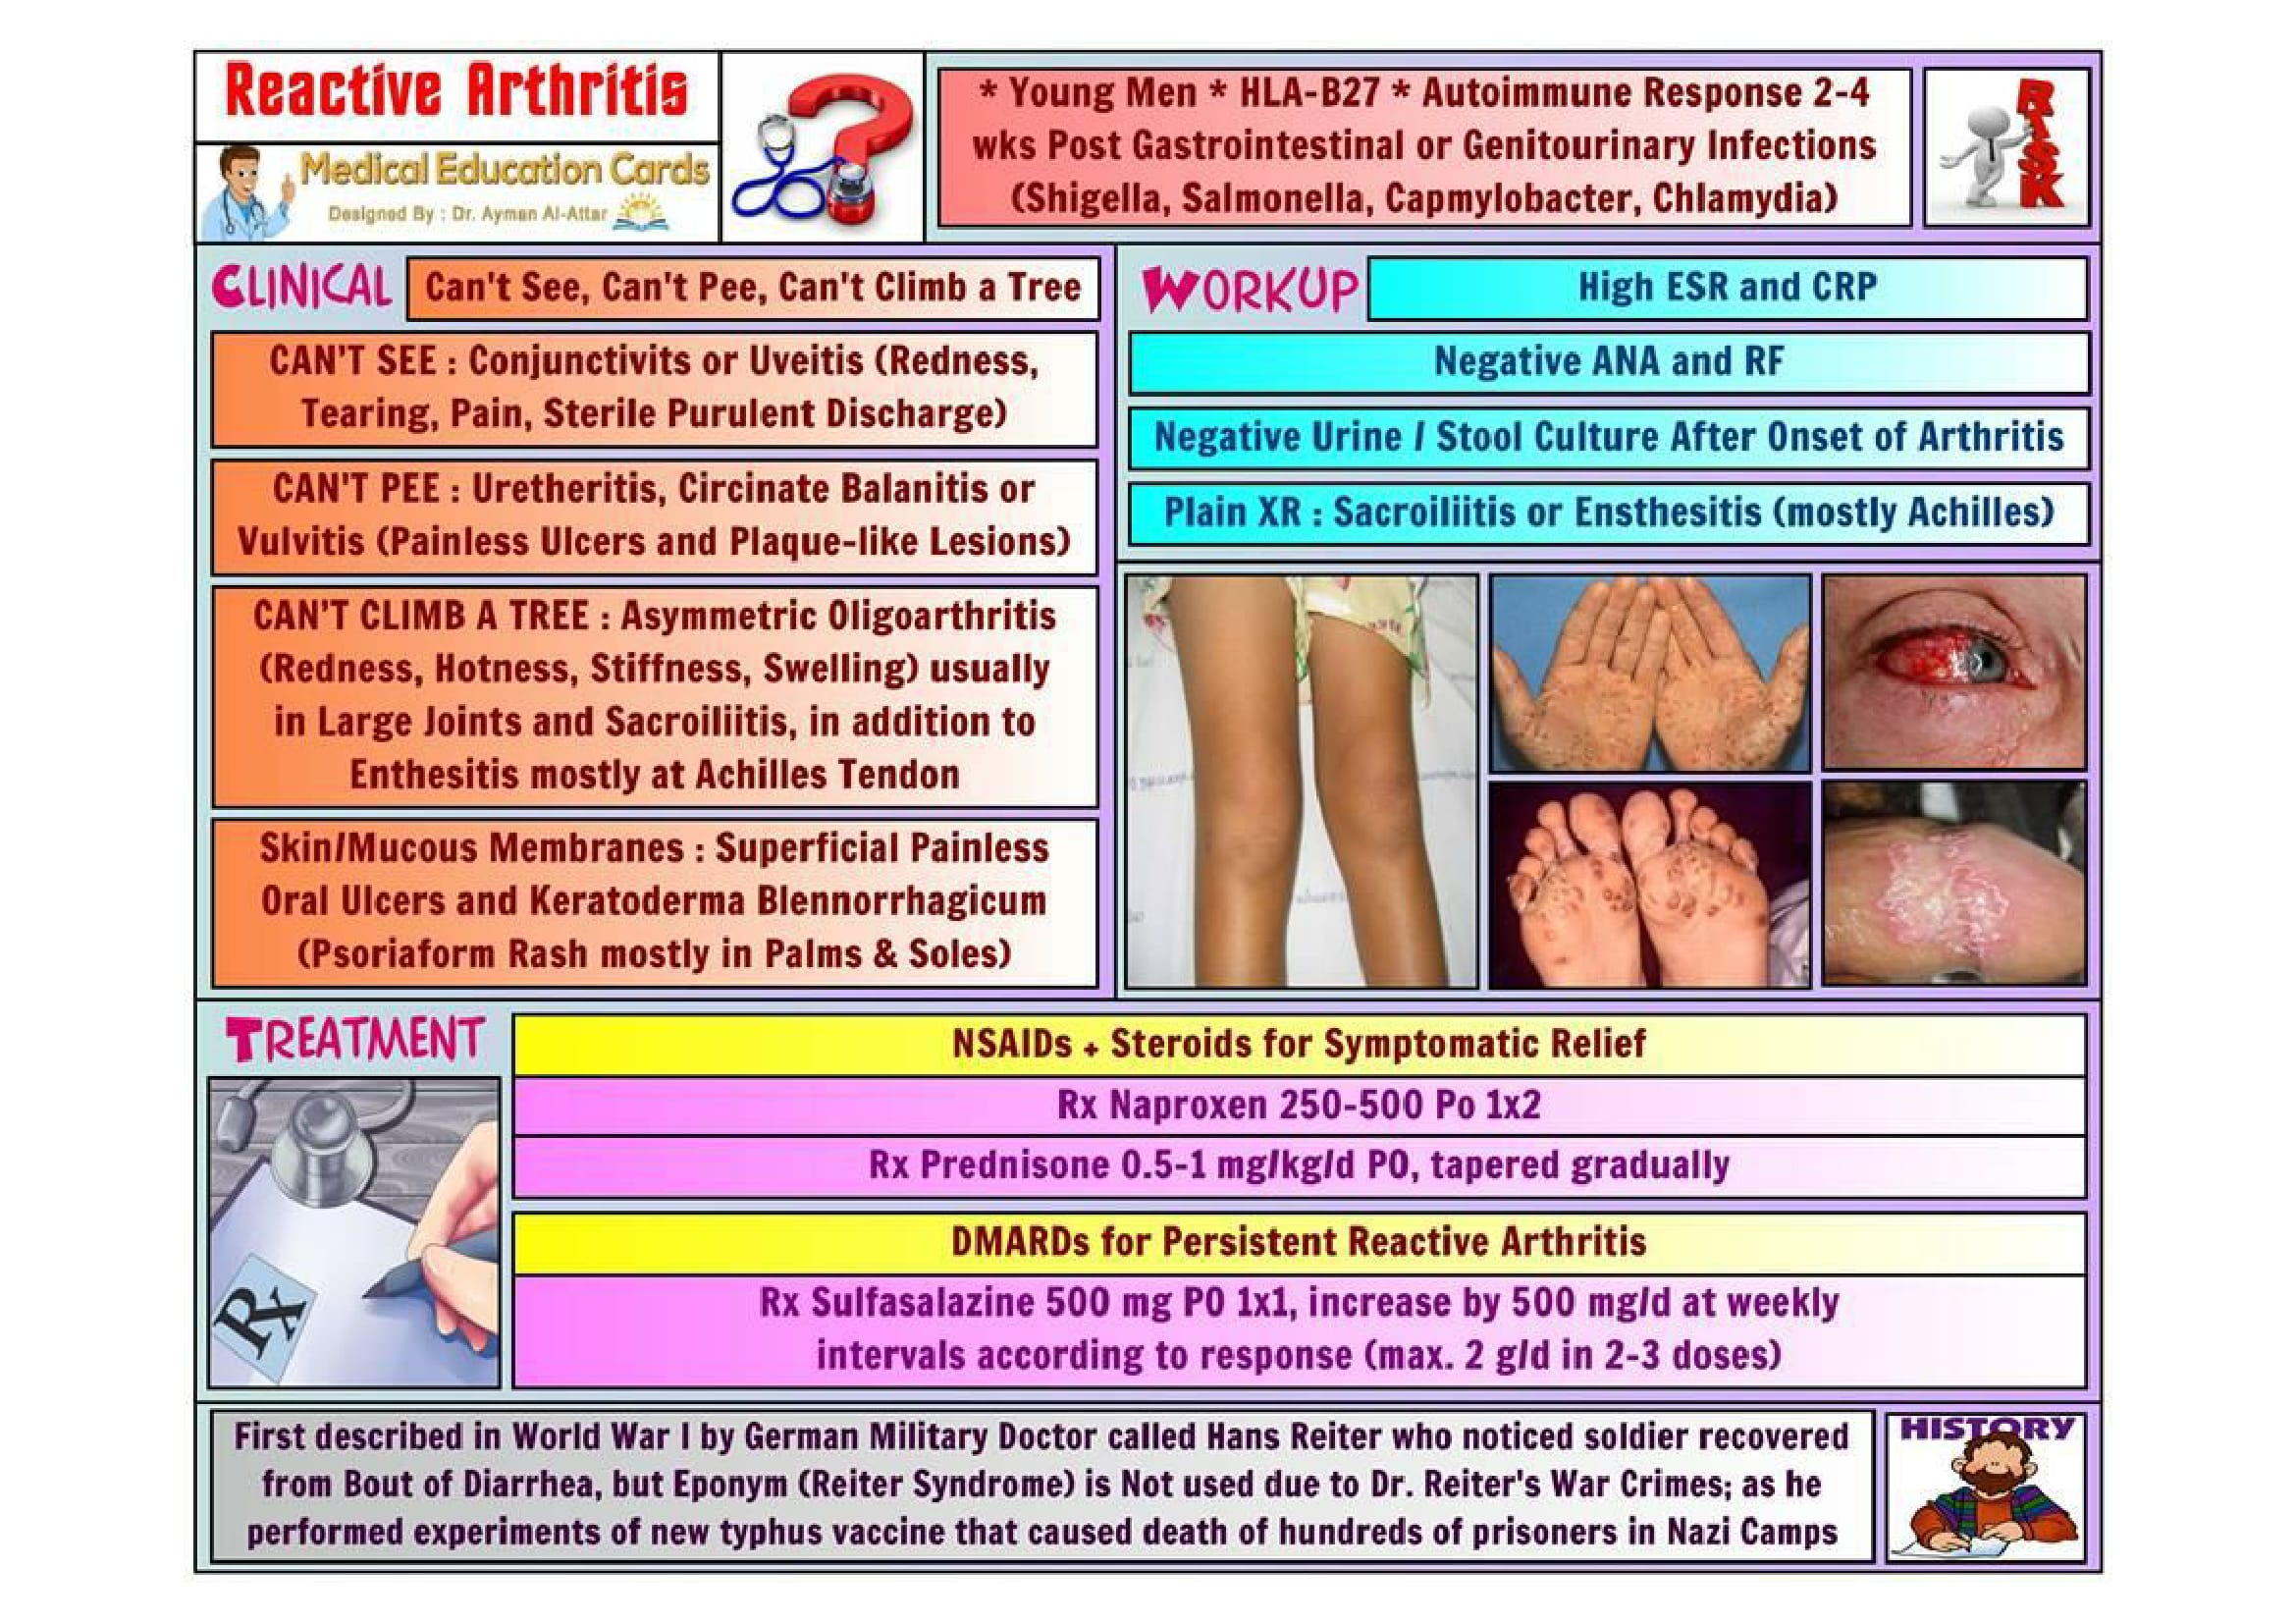 Reactive Arthritis
Medical Education Cards
Designed By : Dr. Ayman Al-Attar
* Young Men * HLA-B27 * Autoimmune Response 2-4
wks Post Gastrointestinal or Genitourinary Infections
(Shigella, Salmonella, Capmylobacter, Chlamydia)
RISK
CLINICAL
Can't See, Can't Pee, Can't Climb a Tree
CAN'T SEE : Conjunctivits or Uveitis (Redness,
Tearing, Pain, Sterile Purulent Discharge)
CAN'T PEE : Uretheritis, Circinate Balanitis or
Vulvitis (Painless Ulcers and Plaque-like Lesions)
CAN'T CLIMB A TREE : Asymmetric Oligoarthritis
(Redness, Hotness, Stiffness, Swelling) usually
in Large Joints and Sacroiliitis, in addition to
Enthesitis mostly at Achilles Tendon
Skin/Mucous Membranes : Superficial Painless
Oral Ulcers and Keratoderma Blennorrhagicum
(Psoriaform Rash mostly in Palms & Soles)
WORKUP
High ESR and CRP
Negative ANA and RF
Negative Urine / Stool Culture After Onset of Arthritis
Plain XR : Sacroiliitis or Ensthesitis (mostly Achilles)
TREATMENT
Rx
NSAIDs + Steroids for Symptomatic Relief
Rx Naproxen 250-500 Po 1x2
Rx Prednisone 0.5-1 mg/kg/d PO, tapered gradually
DMARDs for Persistent Reactive Arthritis
Rx Sulfasalazine 500 mg PO 1x1, increase by 500 mg/d at weekly
intervals according to response (max. 2 g/d in 2-3 doses)
First described in World War I by German Military Doctor called Hans Reiter who noticed soldier recovered
from Bout of Diarrhea, but Eponym (Reiter Syndrome) is Not used due to Dr. Reiter's War Crimes; as he
performed experiments of new typhus vaccine that caused death of hundreds of prisoners in Nazi Camps
HISTORY